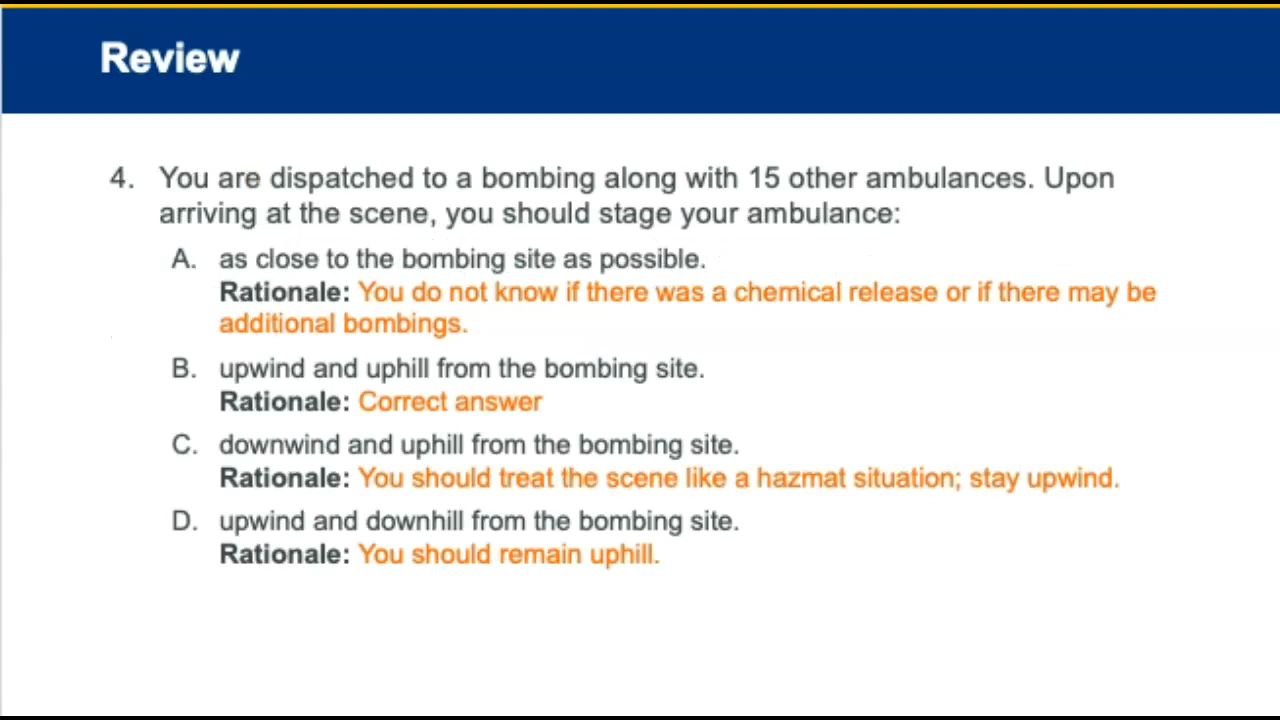 Review
4. You are dispatched to a bombing along with 15 other ambulances. Upon
arriving at the scene, you should stage your ambulance:
A. as close to the bombing site as possible.
Rationale: You do not know if there was a chemical release or if there may be
additional bombings.
B. upwind and uphill from the bombing site.
Rationale: Correct answer
C. downwind and uphill from the bombing site.
Rationale: You should treat the scene like a hazmat situation; stay upwind.
D. upwind and downhill from the bombing site.
Rationale: You should remain uphill.